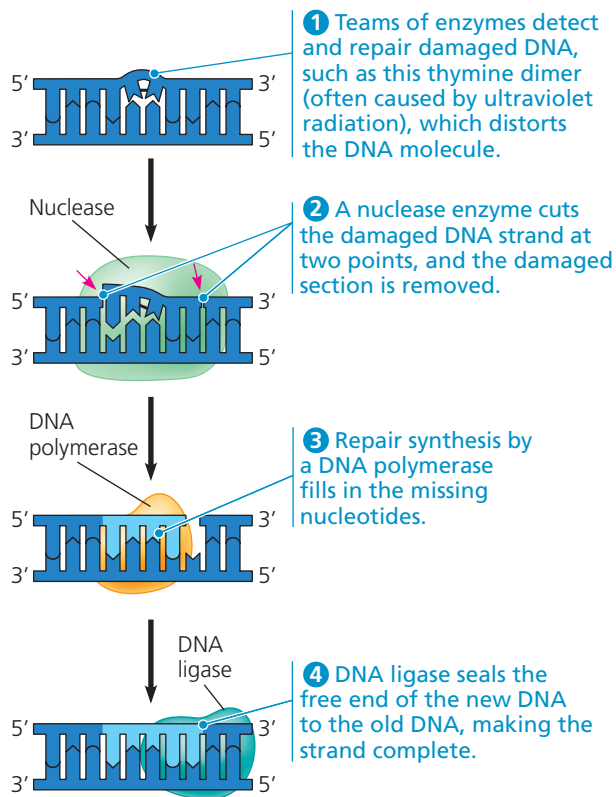 1 Teams of enzymes detect
and repair damaged DNA,
such as this thymine dimer
(often caused by ultraviolet
radiation), which distorts
the DNA molecule.
5′ 3′
3′ 5′
Nuclease
2 A nuclease enzyme cuts
the damaged DNA strand at
two points, and the damaged
section is removed.
5′ 3′
3′ 5′
DNA
polymerase
3 Repair synthesis by
a DNA polymerase
fills in the missing
nucleotides.
5′ 3′
3′ 5′
DNA
ligase
4 DNA ligase seals the
free end of the new DNA
to the old DNA, making the
strand complete.
5′ 3′
3′ 5′